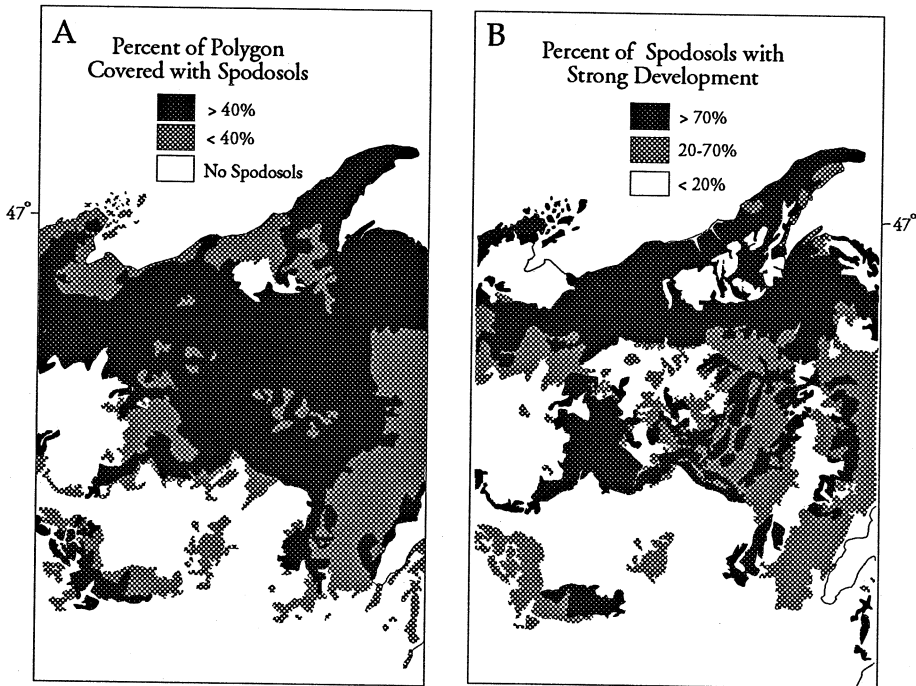 A
Percent of Polygon
Covered with Spodosols
> 40%
< 40%
No Spodosols
47°
B
Percent of Spodosols with
Strong Development
> 70%
20-70%
< 20%
47°